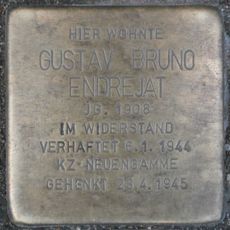 HIER WOHNTE
GUSTAV BRUNO
ENDREJAT
JG. 1908
IM WIDERSTAND
VERHAFTET 6.1.1944
KZ-NEUENGAMME
GEHENKT 23.4.1945